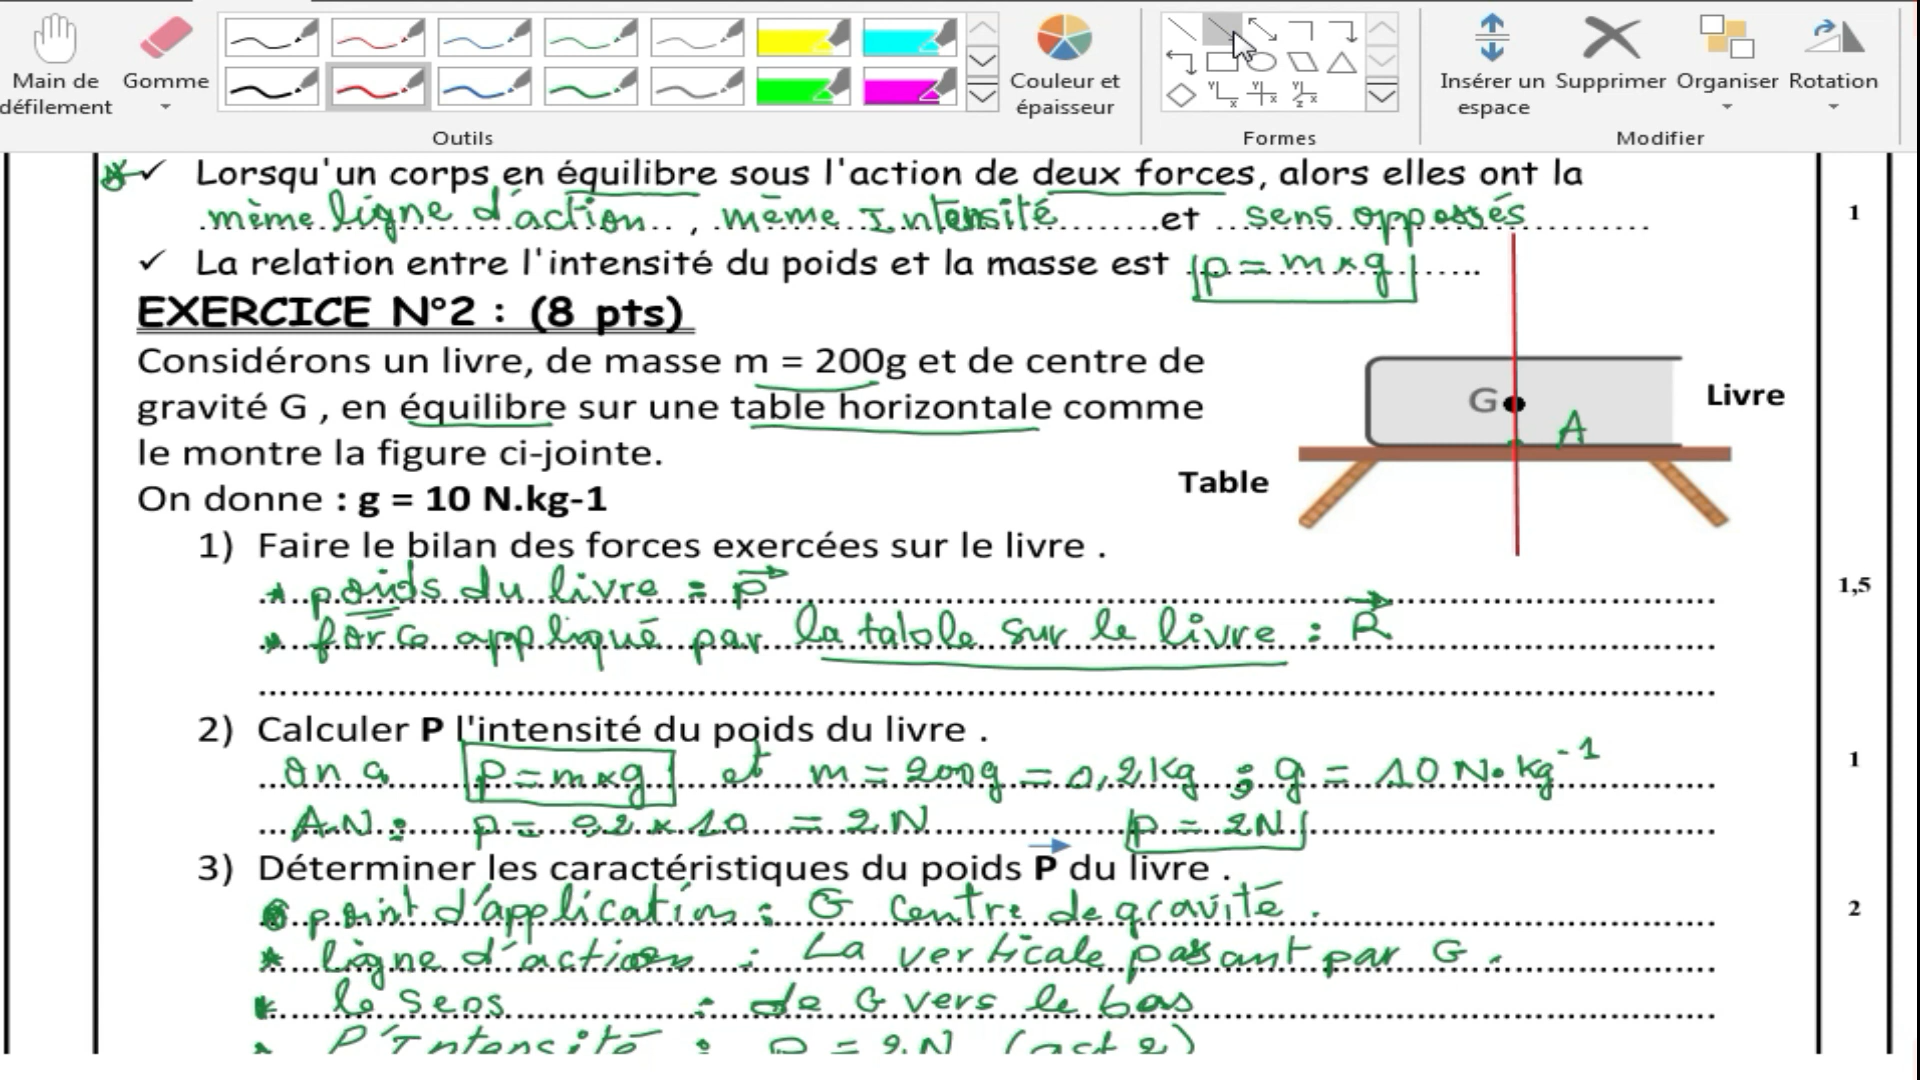 Main de défilement
Gomme
Outils
Couleur et épaisseur
Formes
Insérer un espace
Supprimer
Organiser
Rotation
Modifier
✓ Lorsqu'un corps en équilibre sous l'action de deux forces, alors elles ont la
même ligne d'action , même Intensité et sens opposés
1
✓ La relation entre l'intensité du poids et la masse est p = m × g
EXERCICE N°2 : (8 pts)
Considérons un livre, de masse m = 200g et de centre de
gravité G , en équilibre sur une table horizontale comme
le montre la figure ci-jointe.
On donne : g = 10 N.kg-1
G
A
Livre
Table
1) Faire le bilan des forces exercées sur le livre .
* poids du livre : p⃗
1,5
* force appliqué par la table sur le livre : R⃗
2) Calculer P l'intensité du poids du livre .
1
on a p = m×g et m = 200g = 0,2Kg ; g = 10 N.kg⁻¹
A.N : p = 0,2 × 10 = 2N p = 2N
3) Déterminer les caractéristiques du poids P⃗ du livre .
point d'application : G centre de gravité .
2
* ligne d'action : La verticale passant par G .
* le sens : de G vers le bas
l'Intensité : P = 2N (qst 2)